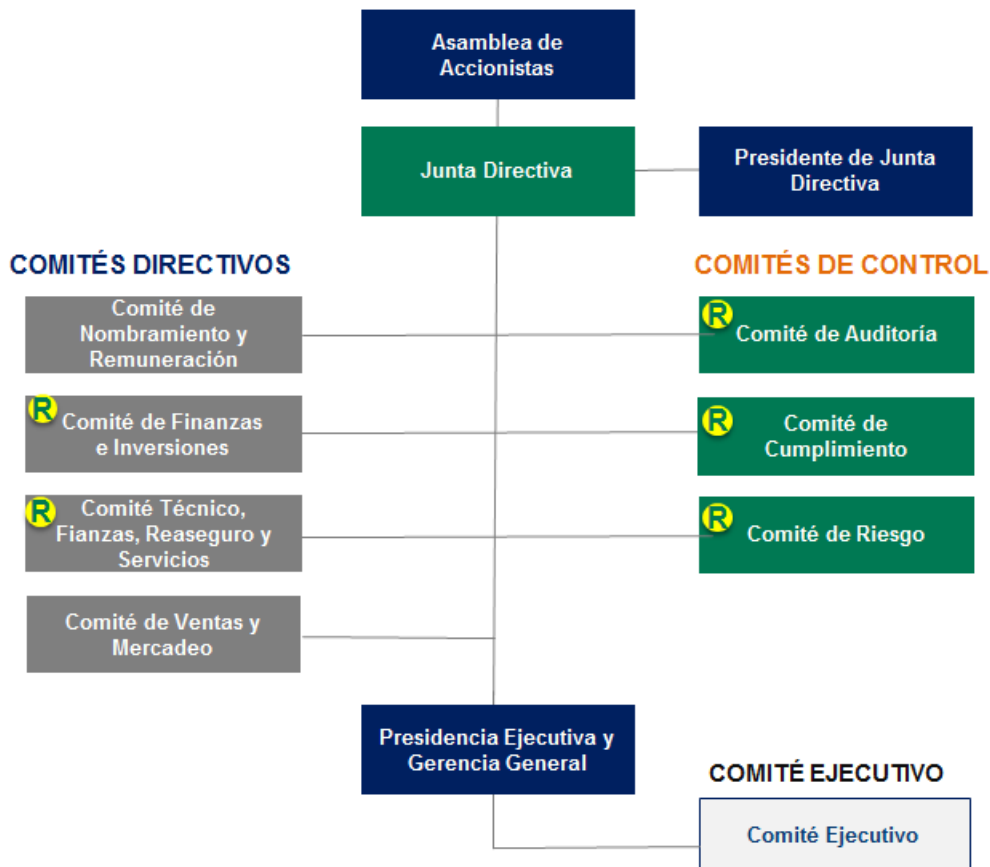 Asamblea de
Accionistas
Junta Directiva
Presidente de Junta
Directiva
COMITÉS DIRECTIVOS
COMITÉS DE CONTROL
Comité de
Nombramiento y
Remuneración
R
Comité de Auditoría
R
Comité de Finanzas
e Inversiones
R
Comité de
Cumplimiento
R
Comité Técnico,
Fianzas, Reaseguro y
Servicios
R
Comité de Riesgo
Comité de Ventas y
Mercadeo
Presidencia Ejecutiva y
Gerencia General
COMITÉ EJECUTIVO
Comité Ejecutivo